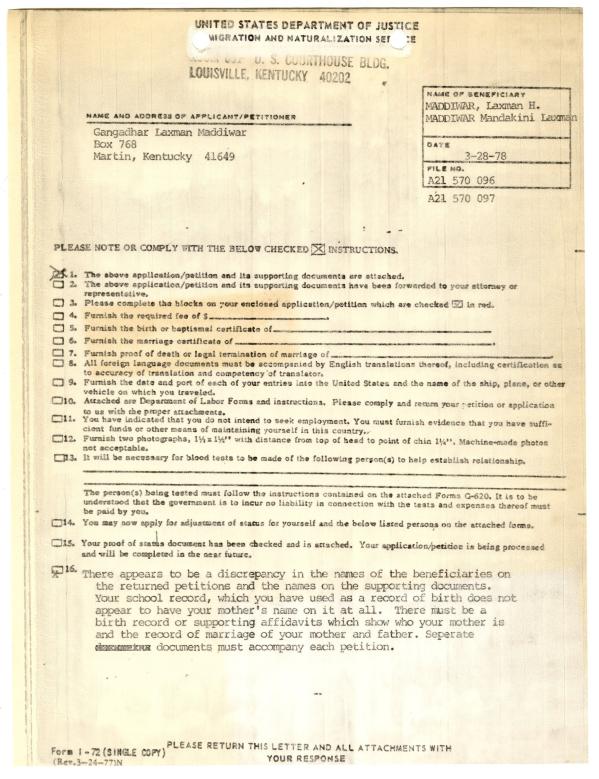 UNITED STATES DEPARTMENT OF JUSTICE
MIGRATION AND NATURALIZATION SE CE
U. S. COURTHOUSE BLDG.
LOUISVILLE, KENTUCKY 40202
NAME OF BENEFICIARY
MADDIWAR, Laxman H.
MADDIWAR Mandakini Laxman
DATE
3-28-78
FILE NO.
A21 570 096
A21 570 097
NAME AND ADDRESS OF APPLICANT/PETITIONER
Gangadhar Laxman Maddiwar
Box 768
Martin, Kentucky 41649
PLEASE NOTE OR COMPLY WITH THE BELOW CHECKED X INSTRUCTIONS.
1. The above application/petition and its supporting documents are attached.
2. The above application/petition and its supporting documents have been forwarded to your attorney or
representative.
3. Please complete the blocks on your enclosed application/petition which are checked in red.
4. Furnish the required fee of $
5. Furnish the birth or baptismal certificate of
6. Furnish the marriage certificate of
7. Furnish proof of death or legal termination of marriage of
8. All foreign language documents must be accompanied by English translations thereof, including certification as
to accuracy of translation and competency of translator.
9. Furnish the date and port of each of your entries into the United States and the name of the ship, plane, or other
vehicle on which you traveled.
10. Attached are Department of Labor Forms and instructions. Please comply and return your petition or application
to us with the proper attachments.
11. You have indicated that you do not intend to seek employment. You must furnish evidence that you have suffi-
cient funds or other means of maintaining yourself in this country.
12. Furnish two photographs, 1½x1½" with distance from top of head to point of chin 1¼". Machine-made photos
not acceptable.
13. It will be necessary for blood tests to be made of the following person(s) to help establish relationship.
The person(s) being tested must follow the instructions contained on the attached Forms G-620. It is to be
understood that the government is to incur no liability in connection with the tests and expenses thereof must
be paid by you.
14. You may now apply for adjustment of status for yourself and the below listed persons on the attached forms.
15. Your proof of status document has been checked and is attached. Your application/petition is being processed
and will be completed in the near future.
16. There appears to be a discrepancy in the names of the beneficiaries on
the returned petitions and the names on the supporting documents.
Your school record, which you have used as a record of birth does not
appear to have your mother's name on it at all. There must be a
birth record or supporting affidavits which show who your mother is
and the record of marriage of your mother and father. Seperate
documents must accompany each petition.
Form I-72 (SINGLE COPY)
(Rev.3-24-77)N
PLEASE RETURN THIS LETTER AND ALL ATTACHMENTS WITH
YOUR RESPONSE